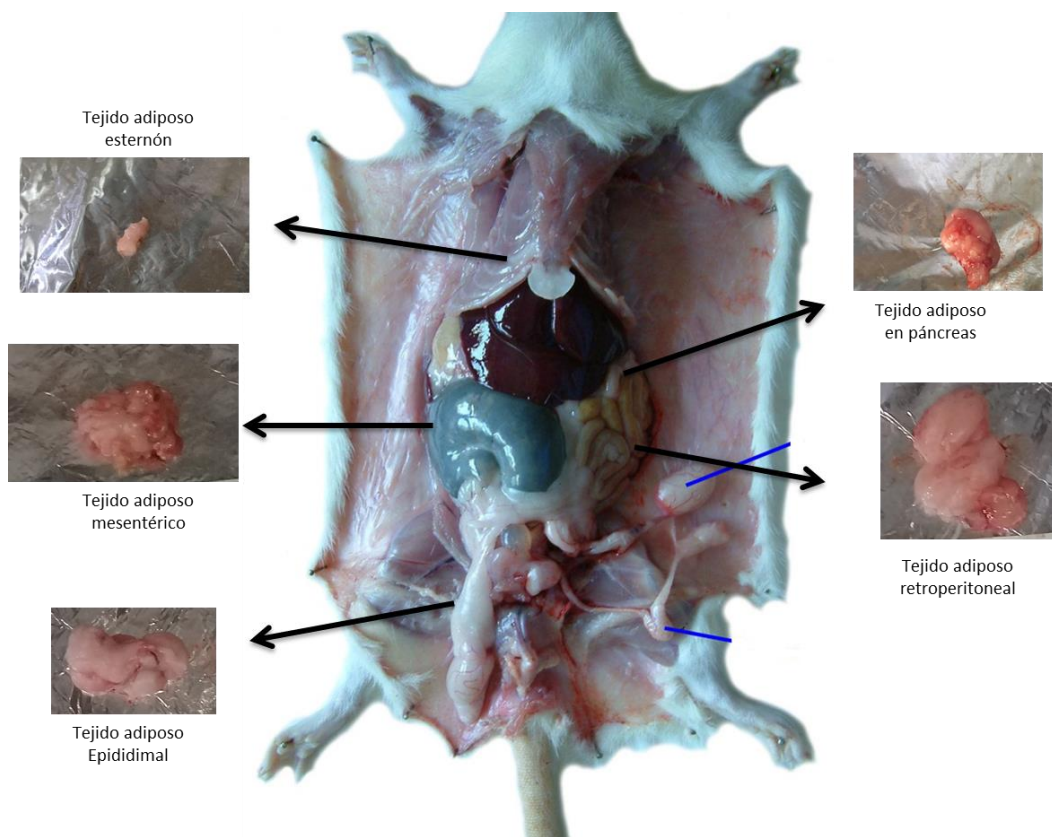 Tejido adiposo
esternón
Tejido adiposo
en páncreas
Tejido adiposo
mesentérico
Tejido adiposo
retroperitoneal
Tejido adiposo
Epididimal